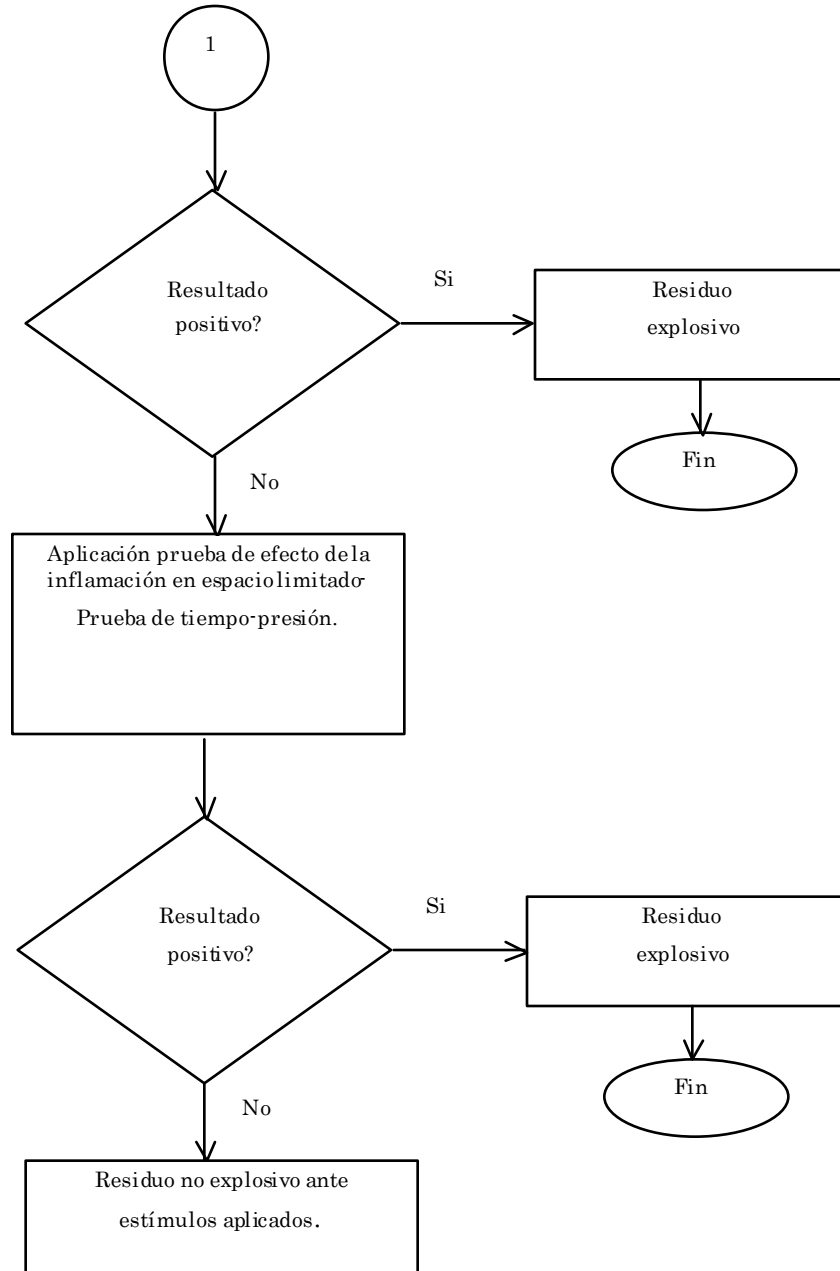 1
Resultado
positivo?
Si
Residuo
explosivo
Fin
No
Aplicación prueba de efecto de la
inflamación en espacio limitado-
Prueba de tiempo-presión.
Resultado
positivo?
Si
Residuo
explosivo
Fin
No
Residuo no explosivo ante
estímulos aplicados.